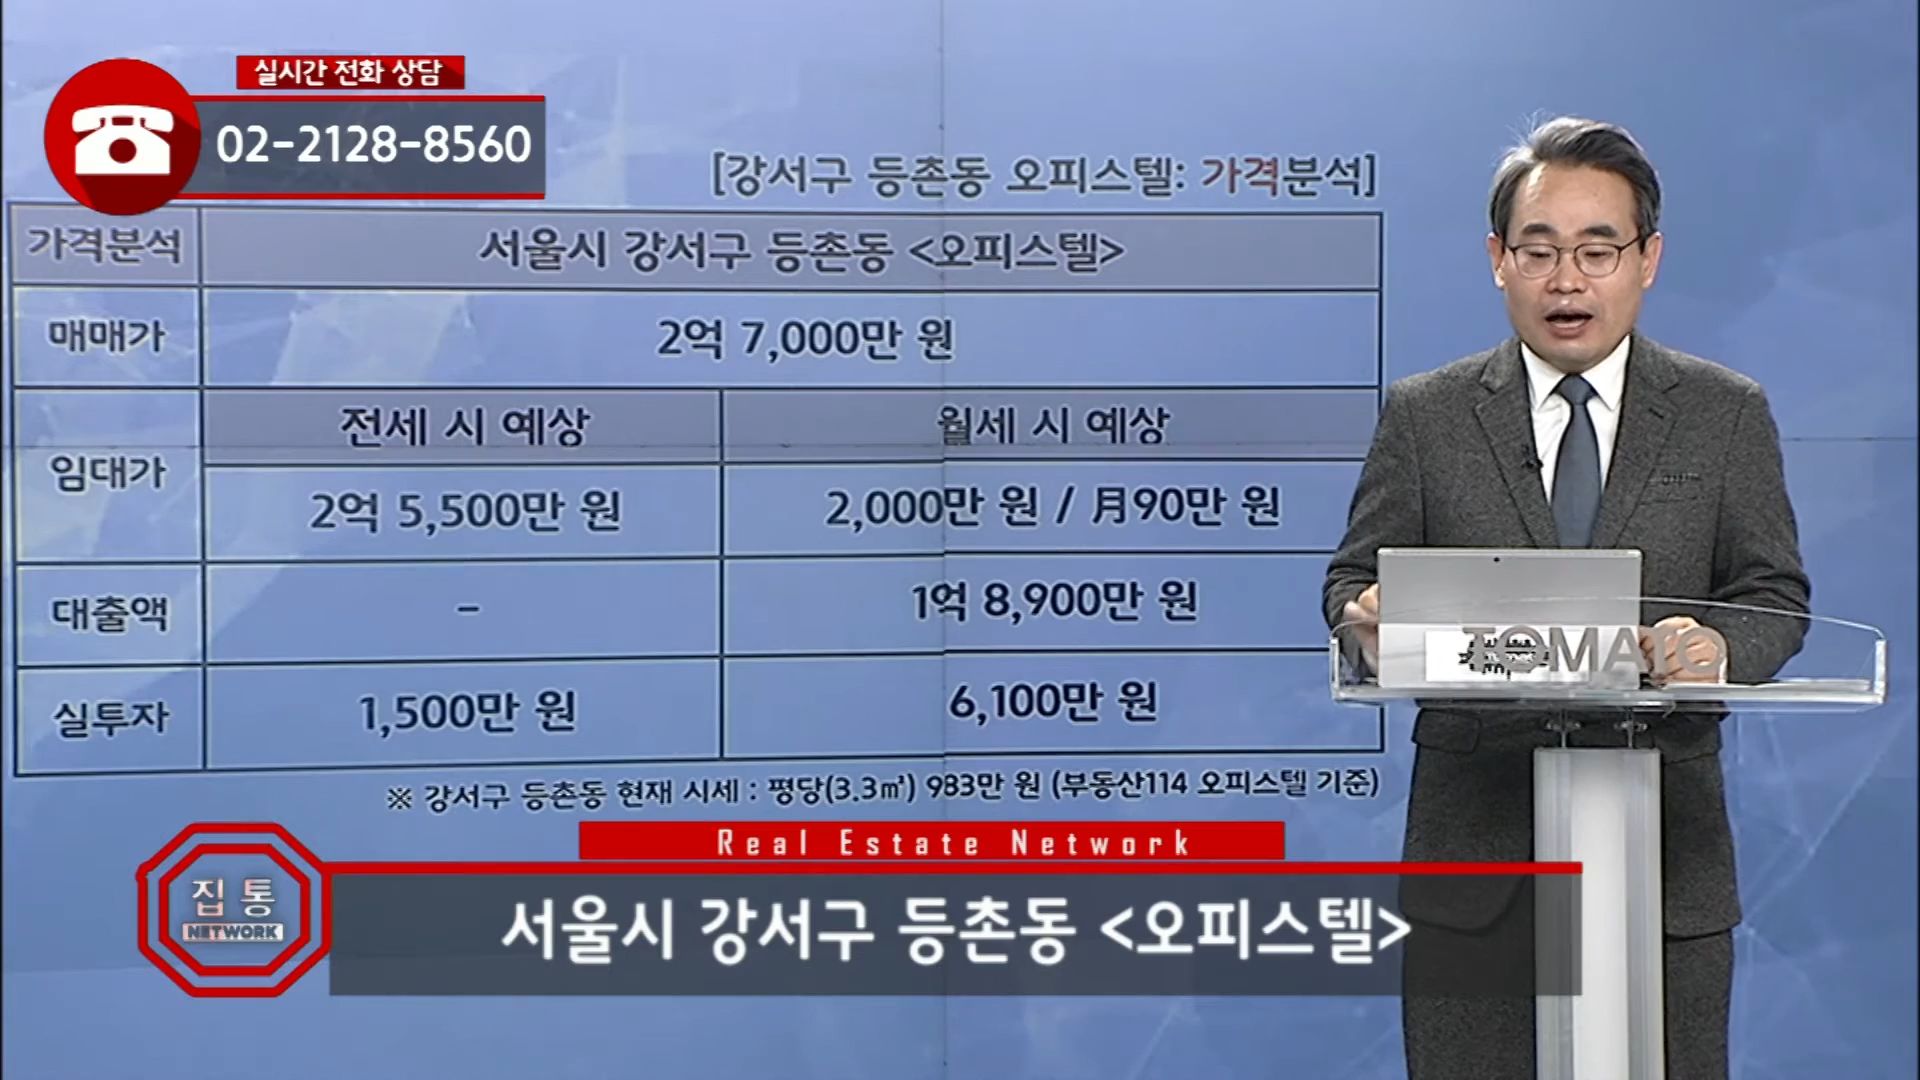 실시간 전화 상담
02-2128-8560
[강서구 등촌동 오피스텔: 가격분석]
가격분석 서울시 강서구 등촌동 <오피스텔>
매매가 2억 7,000만 원
임대가 전세 시 예상 월세 시 예상
2억 5,500만 원 2,000만 원 / 月90만 원
대출액 - 1억 8,900만 원
실투자 1,500만 원 6,100만 원
※ 강서구 등촌동 현재 시세 : 평당(3.3㎡) 983만 원 (부동산114 오피스텔 기준)
TOMATO
Real Estate Network
집통
NETWORK
서울시 강서구 등촌동 <오피스텔>